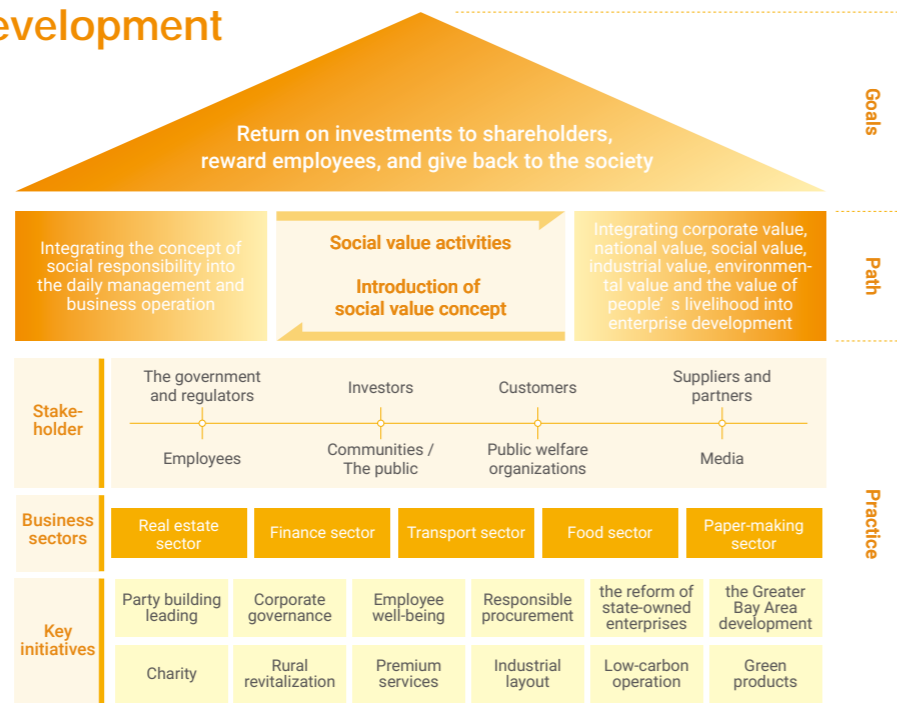 evelopment
Goals
Return on investments to shareholders,
reward employees, and give back to the society
Path
Integrating the concept of
social responsibility into
the daily management and
business operation
Social value activities
Introduction of
social value concept
Integrating corporate value,
national value, social value,
industrial value, environmen-
tal value and the value of
people’ s livelihood into
enterprise development
Practice
Stake-
holder
The government
and regulators
Investors
Customers
Suppliers and
partners
Employees
Communities /
The public
Public welfare
organizations
Media
Business
sectors
Real estate
sector
Finance sector
Transport sector
Food sector
Paper-making
sector
Key
initiatives
Party building
leading
Corporate
governance
Employee
well-being
Responsible
procurement
the reform of
state-owned
enterprises
the Greater
Bay Area
development
Charity
Rural
revitalization
Premium
services
Industrial
layout
Low-carbon
operation
Green
products